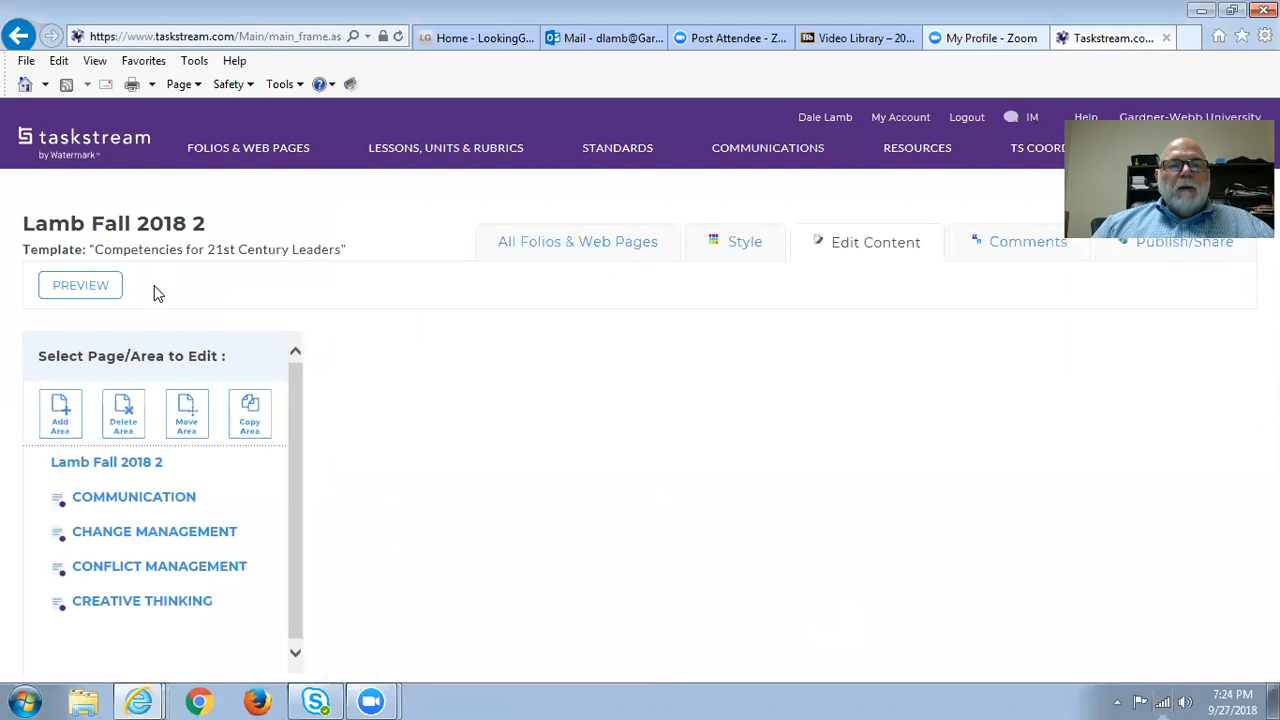 https://www.taskstream.com/Main/main_frame.as
Home - LookingG...
Mail - dlamb@Gar...
Post Attendee - Z...
Bb
Video Library – 20...
My Profile - Zoom
Taskstream.co...
File Edit View Favorites Tools Help
Page Safety Tools
Dale Lamb My Account Logout IM Help Gardner-Webb University
taskstream
by Watermark™
FOLIOS & WEB PAGES LESSONS, UNITS & RUBRICS STANDARDS COMMUNICATIONS RESOURCES TS COORD
Lamb Fall 2018 2
Template: "Competencies for 21st Century Leaders"
All Folios & Web Pages Style Edit Content Comments Publish/Share
PREVIEW
Select Page/Area to Edit :
Add Area
Delete Area
Move Area
Copy Area
Lamb Fall 2018 2
COMMUNICATION
CHANGE MANAGEMENT
CONFLICT MANAGEMENT
CREATIVE THINKING
7:24 PM
9/27/2018